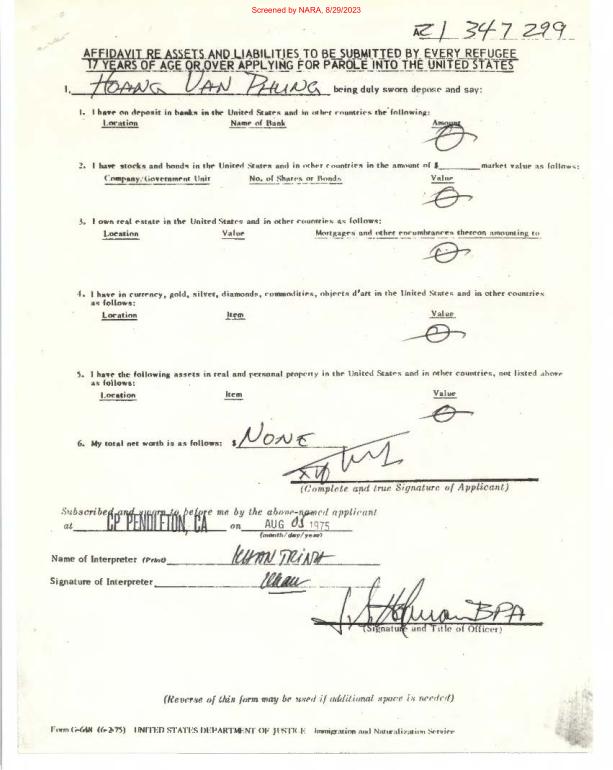 Screened by NARA, 8/29/2023
AZ1 347 299
AFFIDAVIT RE ASSETS AND LIABILITIES TO BE SUBMITTED BY EVERY REFUGEE
17 YEARS OF AGE OR OVER APPLYING FOR PAROLE INTO THE UNITED STATES
I, HOANG VAN PHUNG being duly sworn depose and say:
1. I have on deposit in banks in the United States and in other countries the following:
Location Name of Bank Amount
2. I have stocks and bonds in the United States and in other countries in the amount of $ market value as follows:
Company/Government Unit No. of Shares or Bonds Value
3. I own real estate in the United States and in other countries as follows:
Location Value Mortgages and other encumbrances thereon amounting to
4. I have in currency, gold, silver, diamonds, commodities, objects d'art in the United States and in other countries
as follows:
Location Item Value
5. I have the following assets in real and personal property in the United States and in other countries, not listed above
as follows:
Location Item Value
6. My total net worth is as follows: $ NONE
(Complete and true Signature of Applicant)
Subscribed and sworn to before me by the above-named applicant
at CP PENDLETON, CA on AUG 03 1975
(month/day/year)
Name of Interpreter (Print) KHAN TRINH
Signature of Interpreter Khan
BPA
(Signature and Title of Officer)
(Reverse of this form may be used if additional space is needed)
Form G-648 (6-2-75) UNITED STATES DEPARTMENT OF JUSTICE Immigration and Naturalization Service